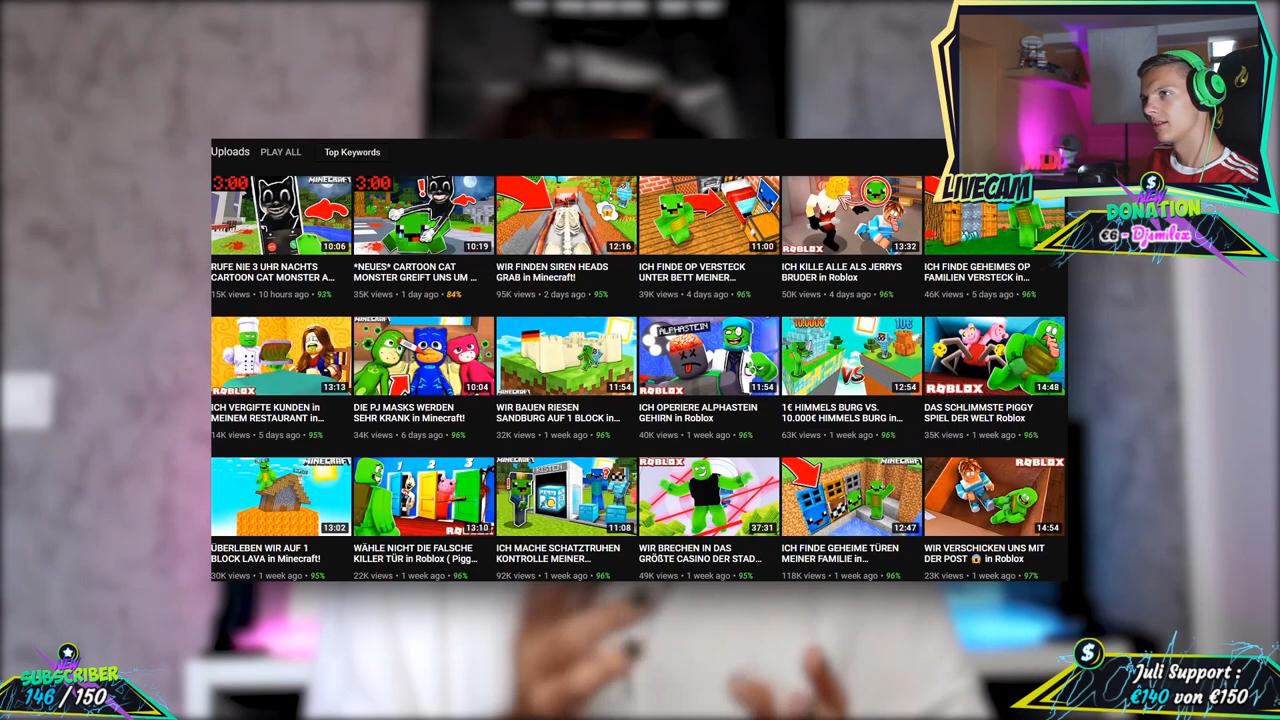 Uploads PLAY ALL Top Keywords
3:00 MINECRAFT 10:06
3:00 10:19
12:16
11:00
ROBLOX 13:32
RUFE NIE 3 UHR NACHTS
CARTOON CAT MONSTER A...
15K views • 10 hours ago • 93%
*NEUES* CARTOON CAT
MONSTER GREIFT UNS UM ...
35K views • 1 day ago • 84%
WIR FINDEN SIREN HEADS
GRAB in Minecraft!
95K views • 2 days ago • 95%
ICH FINDE OP VERSTECK
UNTER BETT MEINER...
39K views • 4 days ago • 96%
ICH KILLE ALLE ALS JERRYS
BRUDER in Roblox
50K views • 4 days ago • 96%
ICH FINDE GEHEIMES OP
FAMILIEN VERSTECK in...
46K views • 5 days ago • 96%
ROBLOX 13:13
MINECRAFT 10:04
11:54
ALPHASTEIN
ROBLOX 11:54
10.000€ 10€
VS
12:54
ROBLOX 14:48
ICH VERGIFTE KUNDEN in
MEINEM RESTAURANT in...
14K views • 5 days ago • 95%
DIE PJ MASKS WERDEN
SEHR KRANK in Minecraft!
34K views • 6 days ago • 96%
WIR BAUEN RIESEN
SANDBURG AUF 1 BLOCK in...
32K views • 1 week ago • 96%
ICH OPERIERE ALPHASTEIN
GEHIRN in Roblox
40K views • 1 week ago • 96%
1€ HIMMELS BURG VS.
10.000€ HIMMELS BURG in...
63K views • 1 week ago • 96%
DAS SCHLIMMSTE PIGGY
SPIEL DER WELT Roblox
35K views • 1 week ago • 96%
MINECRAFT 13:02
1 2 3
13:10
MINECRAFT
11:08
ROBLOX 37:31
MINECRAFT 12:47
ROBLOX 14:54
ÜBERLEBEN WIR AUF 1
BLOCK LAVA in Minecraft!
30K views • 1 week ago • 95%
WÄHLE NICHT DIE FALSCHE
KILLER TÜR in Roblox ( Pigg...
22K views • 1 week ago • 96%
ICH MACHE SCHATZTRUHEN
KONTROLLE MEINER...
92K views • 1 week ago • 96%
WIR BRECHEN IN DAS
GRÖßTE CASINO DER STAD...
49K views • 1 week ago • 95%
ICH FINDE GEHEIME TÜREN
MEINER FAMILIE in...
118K views • 1 week ago • 96%
WIR VERSCHICKEN UNS MIT
DER POST 😱 in Roblox
23K views • 1 week ago • 97%
LIVECAM
$
NEW
DONATION
€6 - Djsmilex
NEW
SUBSCRIBER
146 / 150
$
Juli Support :
€140 von €150